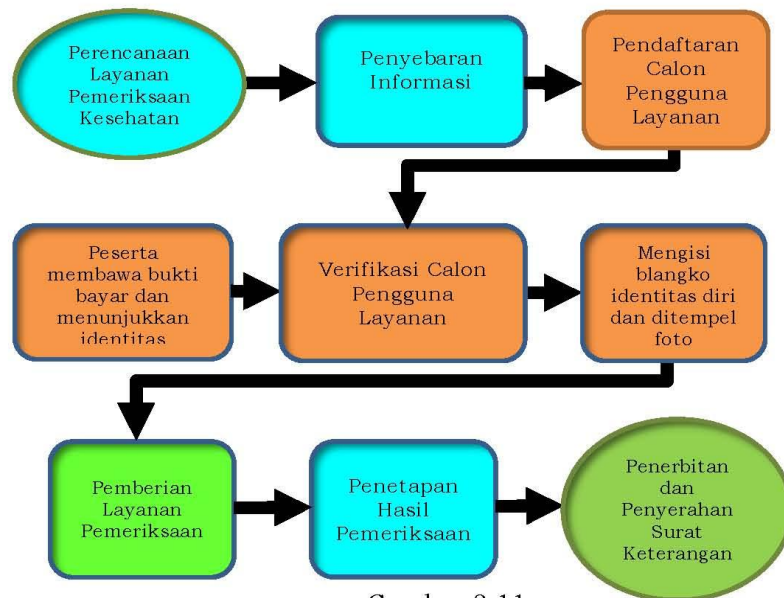 Perencanaan
Layanan
Pemeriksaan
Kesehatan
Penyebaran
Informasi
Pendaftaran
Calon
Pengguna
Layanan
Peserta
membawa bukti
bayar dan
menunjukkan
identitas
Verifikasi Calon
Pengguna
Layanan
Mengisi
blangko
identitas diri
dan ditempel
foto
Pemberian
Layanan
Pemeriksaan
Penetapan
Hasil
Pemeriksaan
Penerbitan
dan
Penyerahan
Surat
Keterangan